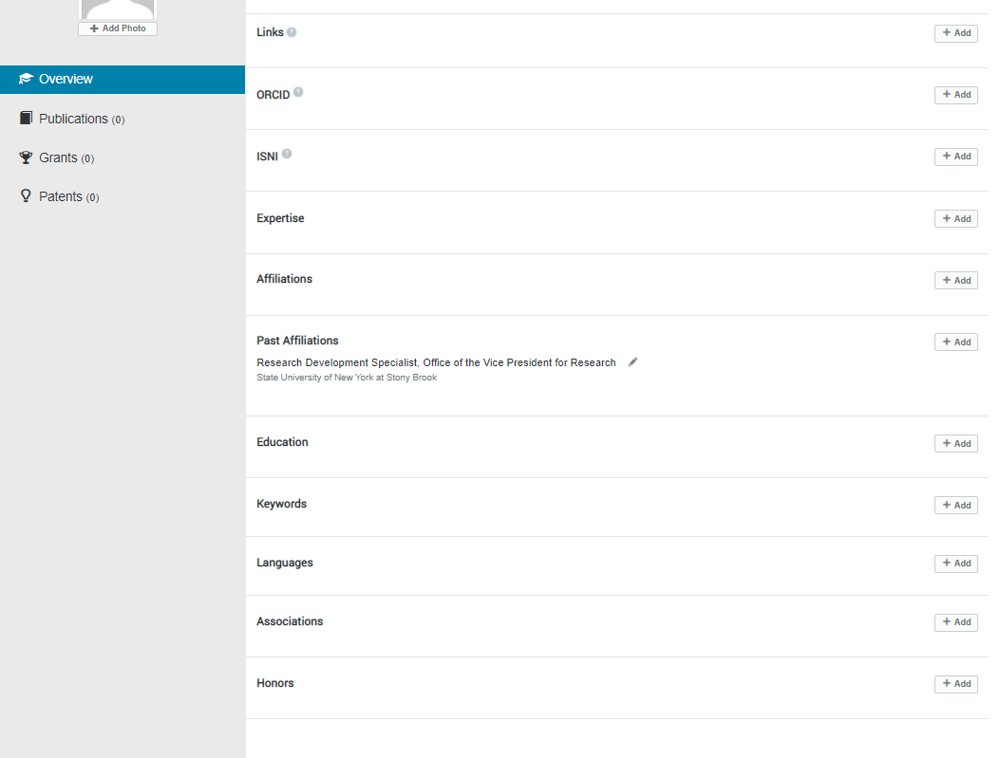 Add Photo
Overview
Publications (0)
Grants (0)
Patents (0)
Links ? Add
ORCID ? Add
ISNI ? Add
Expertise Add
Affiliations Add
Past Affiliations Add
Research Development Specialist, Office of the Vice President for Research
State University of New York at Stony Brook
Education Add
Keywords Add
Languages Add
Associations Add
Honors Add